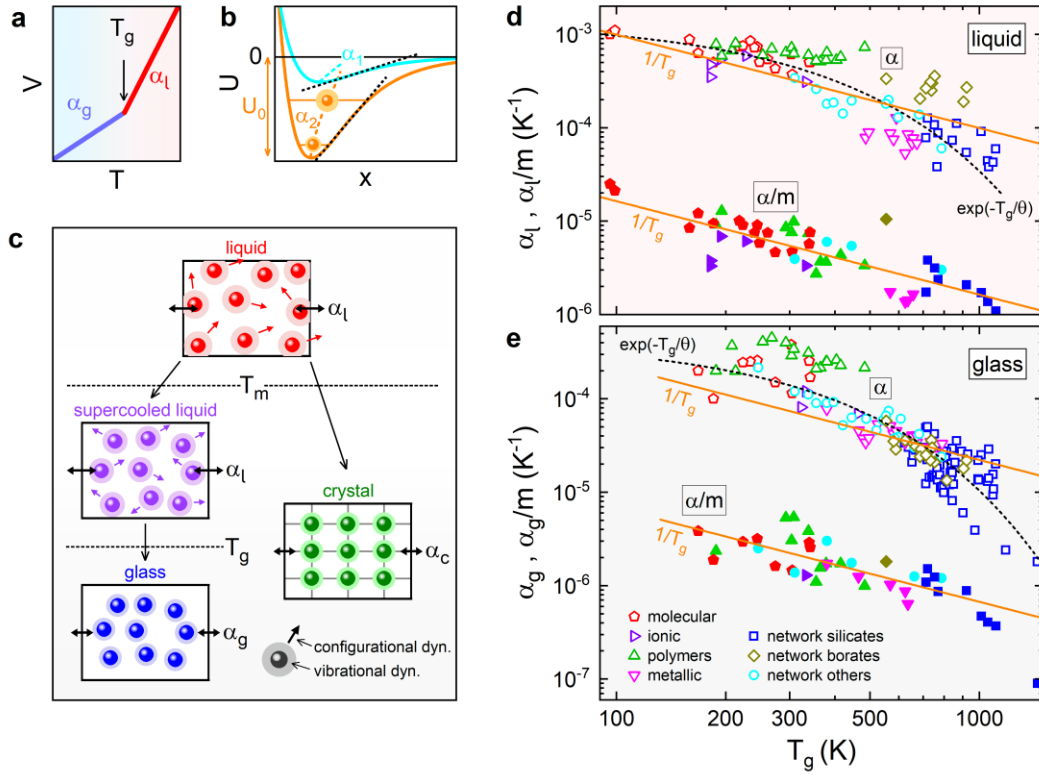 a
V
T_g
α_l
α_g
T
b
0
U
U_0
α_1
α_2
x
c
liquid
α_l
T_m
supercooled liquid
α_l
crystal
α_c
T_g
glass
α_g
configurational dyn.
vibrational dyn.
d
α_l , α_l/m (K⁻¹)
10⁻³
10⁻⁴
10⁻⁵
10⁻⁶
1/T_g
α
liquid
exp(-T_g/θ)
α/m
1/T_g
e
α_g , α_g/m (K⁻¹)
10⁻⁴
10⁻⁵
10⁻⁶
10⁻⁷
exp(-T_g/θ)
glass
α
1/T_g
α/m
1/T_g
molecular
ionic
polymers
metallic
network silicates
network borates
network others
100 200 300 500 1000
T_g (K)